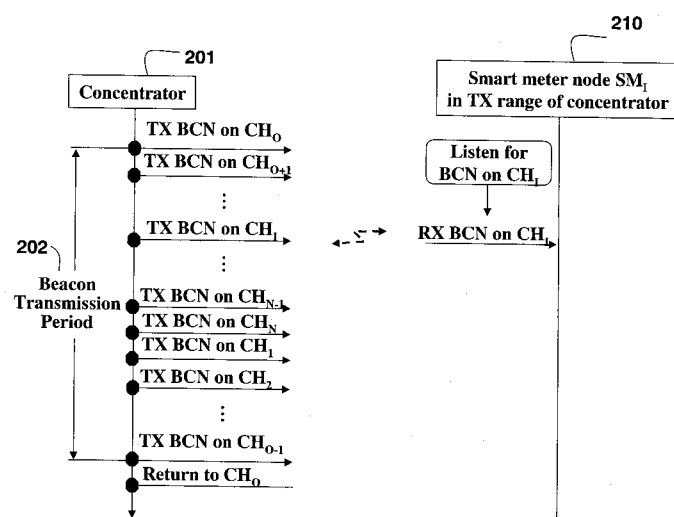 201
210
Concentrator
Smart meter node SM_I
in TX range of concentrator
TX BCN on CH_O
TX BCN on CH_{O+1}
⋮
TX BCN on CH_I
⋮
TX BCN on CH_{N-1}
TX BCN on CH_N
TX BCN on CH_1
TX BCN on CH_2
⋮
TX BCN on CH_{O-1}
Return to CH_O
202
Beacon
Transmission
Period
Listen for
BCN on CH_I
RX BCN on CH_I